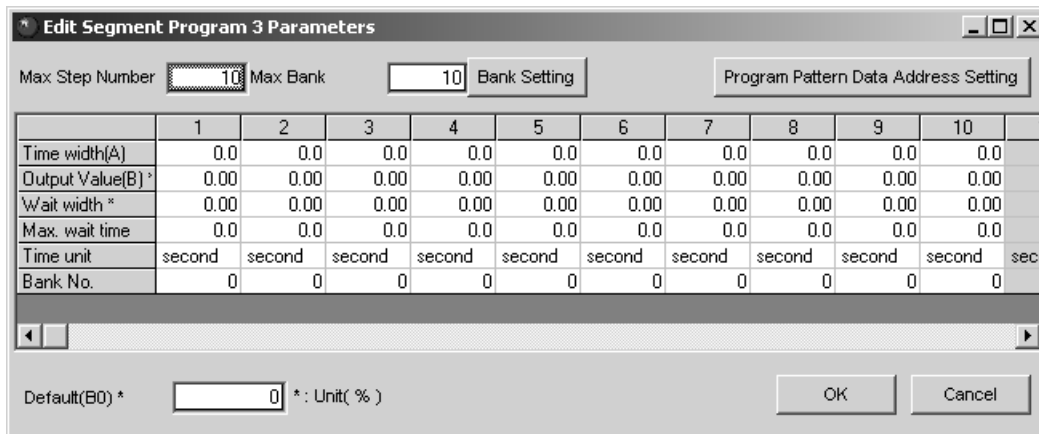 Edit Segment Program 3 Parameters
Max Step Number 10 Max Bank 10 Bank Setting Program Pattern Data Address Setting
1 2 3 4 5 6 7 8 9 10
Time width(A) 0.0 0.0 0.0 0.0 0.0 0.0 0.0 0.0 0.0 0.0
Output Value(B) * 0.00 0.00 0.00 0.00 0.00 0.00 0.00 0.00 0.00 0.00
Wait width * 0.00 0.00 0.00 0.00 0.00 0.00 0.00 0.00 0.00 0.00
Max. wait time 0.0 0.0 0.0 0.0 0.0 0.0 0.0 0.0 0.0 0.0
Time unit second second second second second second second second second second sec
Bank No. 0 0 0 0 0 0 0 0 0 0
Default(B0) * 0 * : Unit( % ) OK Cancel